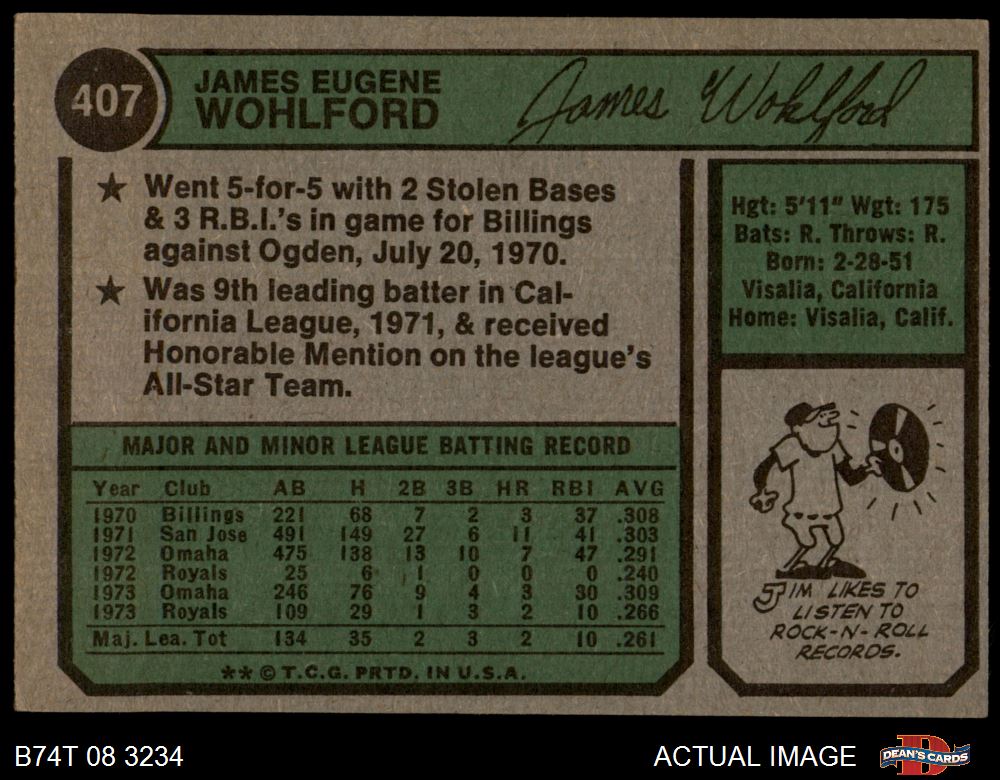 407
JAMES EUGENE
WOHLFORD
James Wohlford
★ Went 5-for-5 with 2 Stolen Bases
& 3 R.B.I.'s in game for Billings
against Ogden, July 20, 1970.
★ Was 9th leading batter in Cal-
ifornia League, 1971, & received
Honorable Mention on the league's
All-Star Team.
Hgt: 5'11" Wgt: 175
Bats: R. Throws: R.
Born: 2-28-51
Visalia, California
Home: Visalia, Calif.
MAJOR AND MINOR LEAGUE BATTING RECORD
Year Club AB H 2B 3B HR RBI AVG
1970 Billings 221 68 7 2 3 37 .308
1971 San Jose 491 149 27 6 11 41 .303
1972 Omaha 475 138 13 10 7 47 .291
1972 Royals 25 6 1 0 0 0 .240
1973 Omaha 246 76 9 4 3 30 .309
1973 Royals 109 29 1 3 2 10 .266
Maj. Lea. Tot 134 35 2 3 2 10 .261
**© T.C.G. PRTD. IN U.S.A.
JIM LIKES TO
LISTEN TO
ROCK-N-ROLL
RECORDS.
B74T 08 3234
ACTUAL IMAGE
DEAN'S CARDS